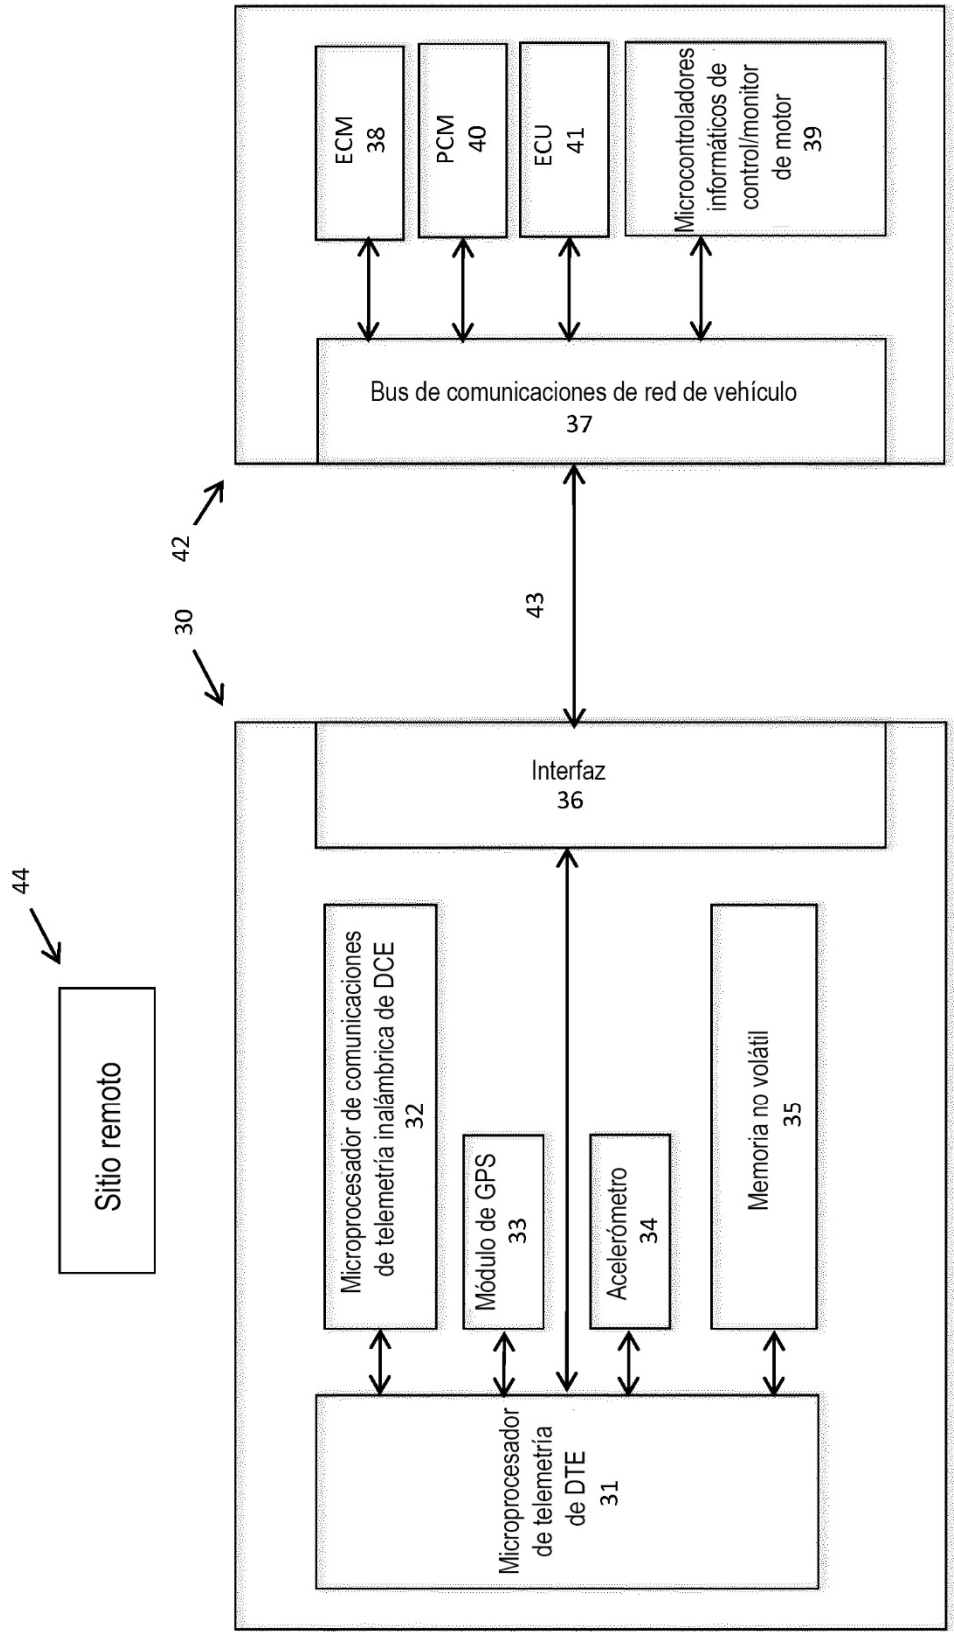 44
Sitio remoto
30
42
Microprocesador
de telemetría
de DTE
31
Microprocesador de comunicaciones
de telemetría inalámbrica de DCE
32
Módulo de GPS
33
Acelerómetro
34
Memoria no volátil
35
Interfaz
36
43
Bus de comunicaciones de red de vehículo
37
ECM
38
PCM
40
ECU
41
Microcontroladores
informáticos de
control/monitor
de motor
39